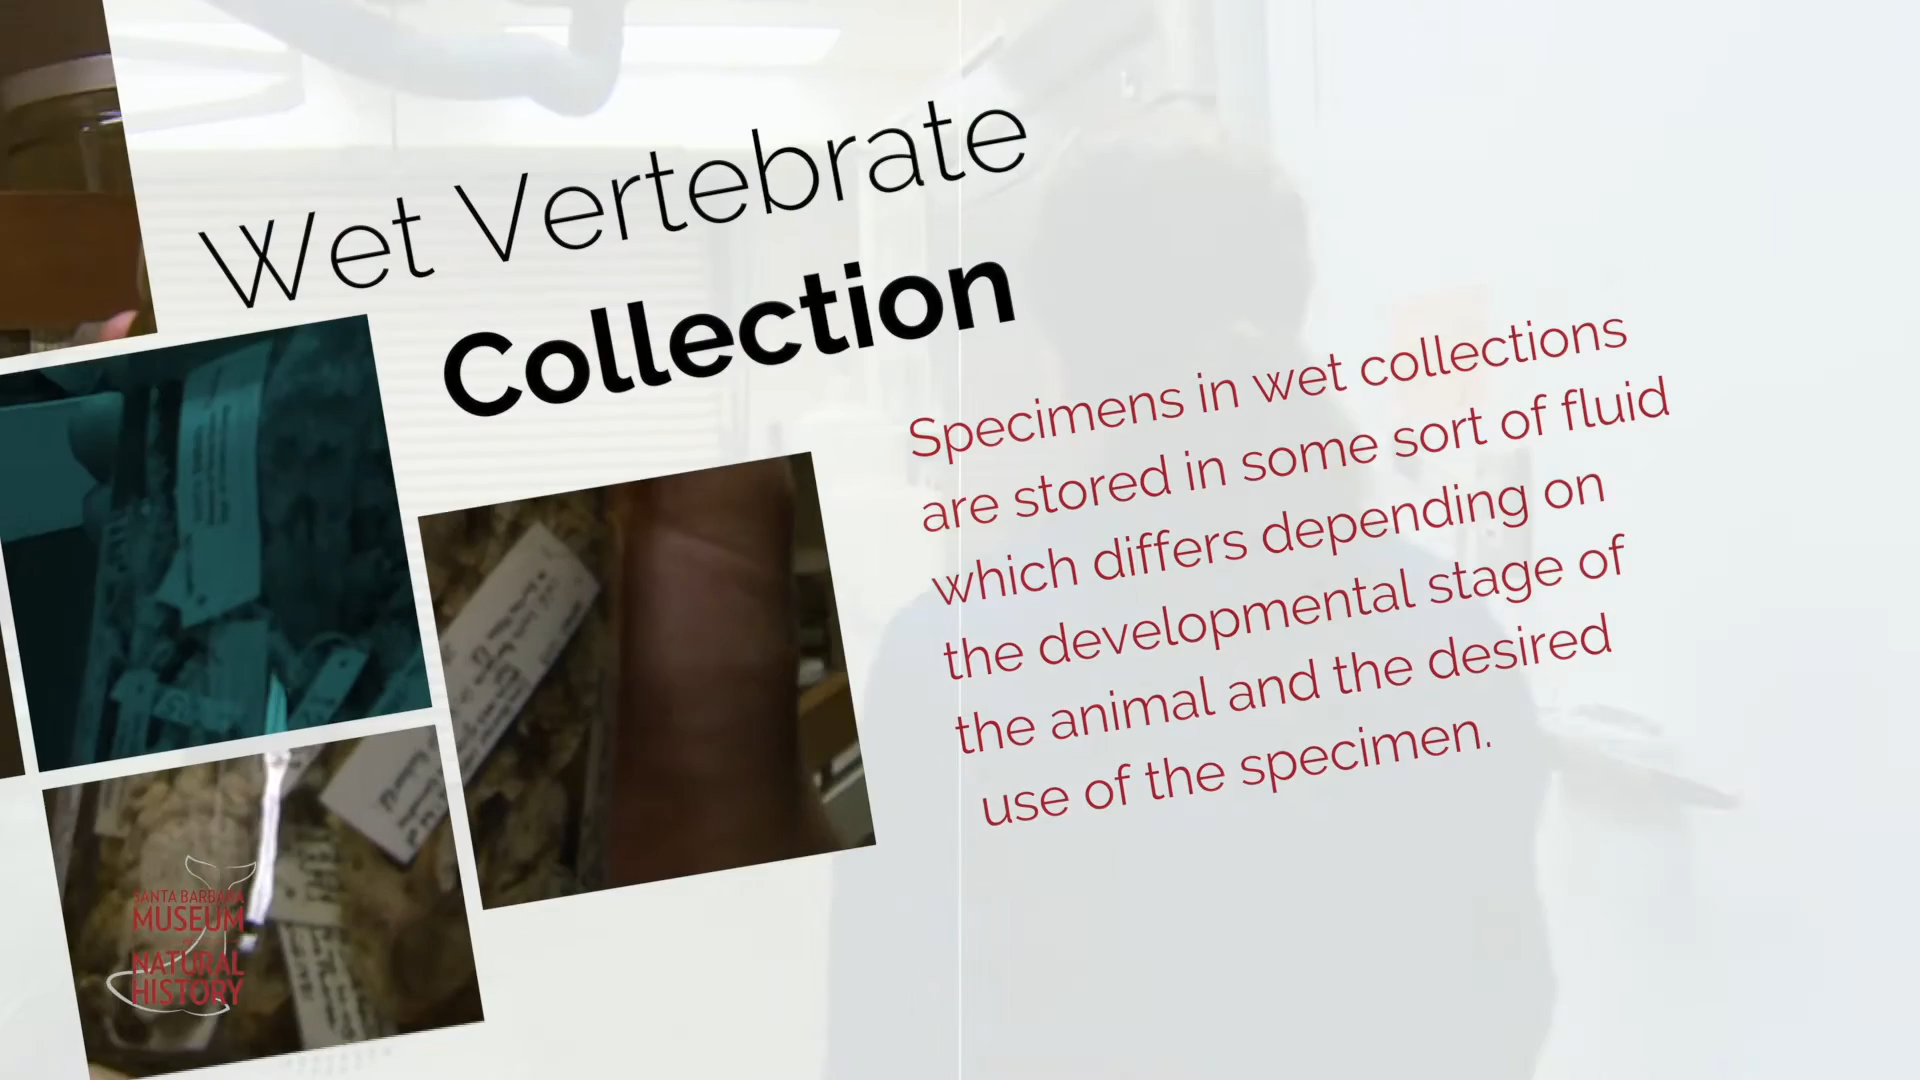 Wet Vertebrate
Collection
Specimens in wet collections
are stored in some sort of fluid
which differs depending on
the developmental stage of
the animal and the desired
use of the specimen.
SANTA BARBARA
MUSEUM
NATURAL
HISTORY